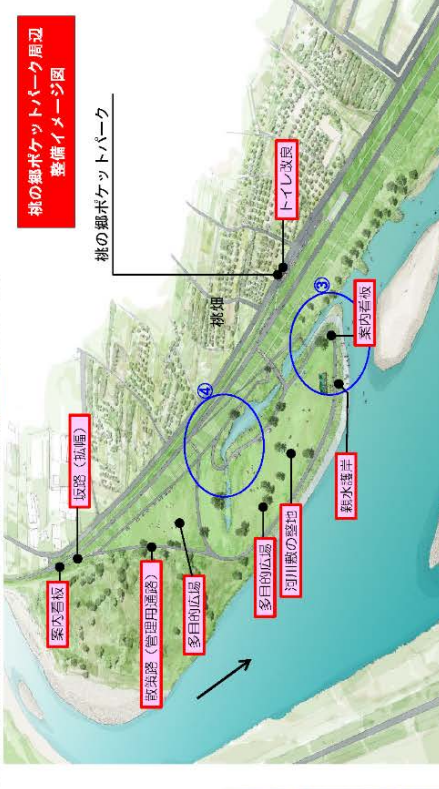 桃の郷ポケットパーク周辺
整備イメージ図
桃の郷ポケットパーク
トイレ改良
桃畑
③
案内看板
④
親水護岸
坂路（拡幅）
案内看板
散策路（管理用通路）
多目的広場
多目的広場
河川敷の整地